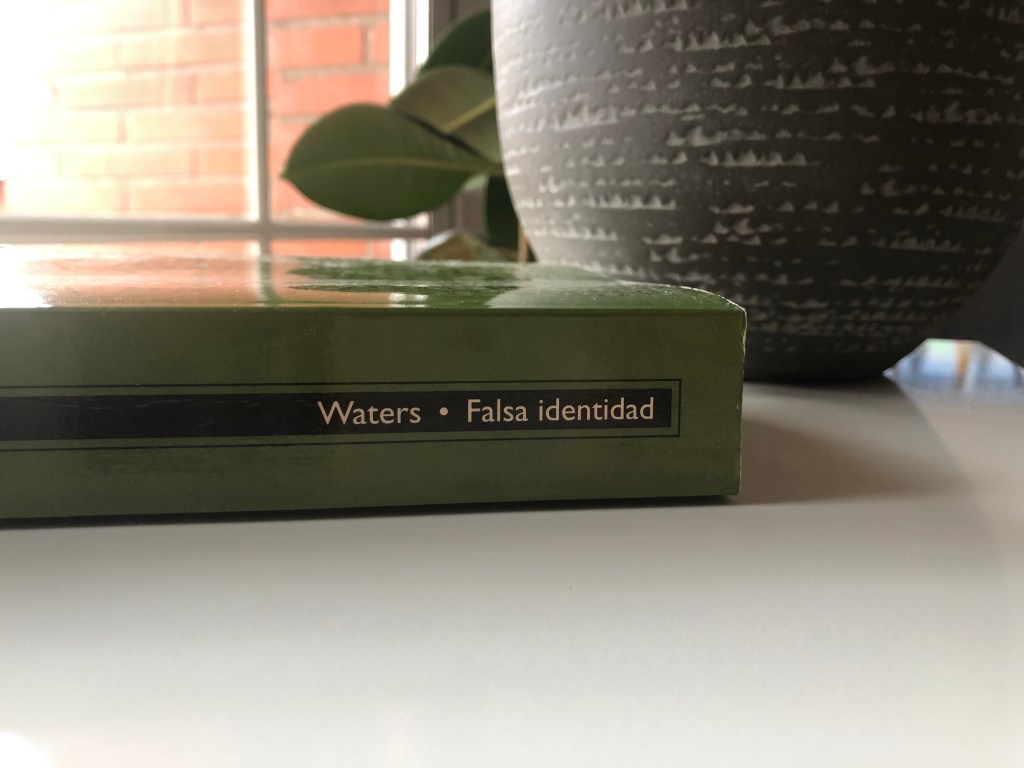 Waters • Falsa identidad